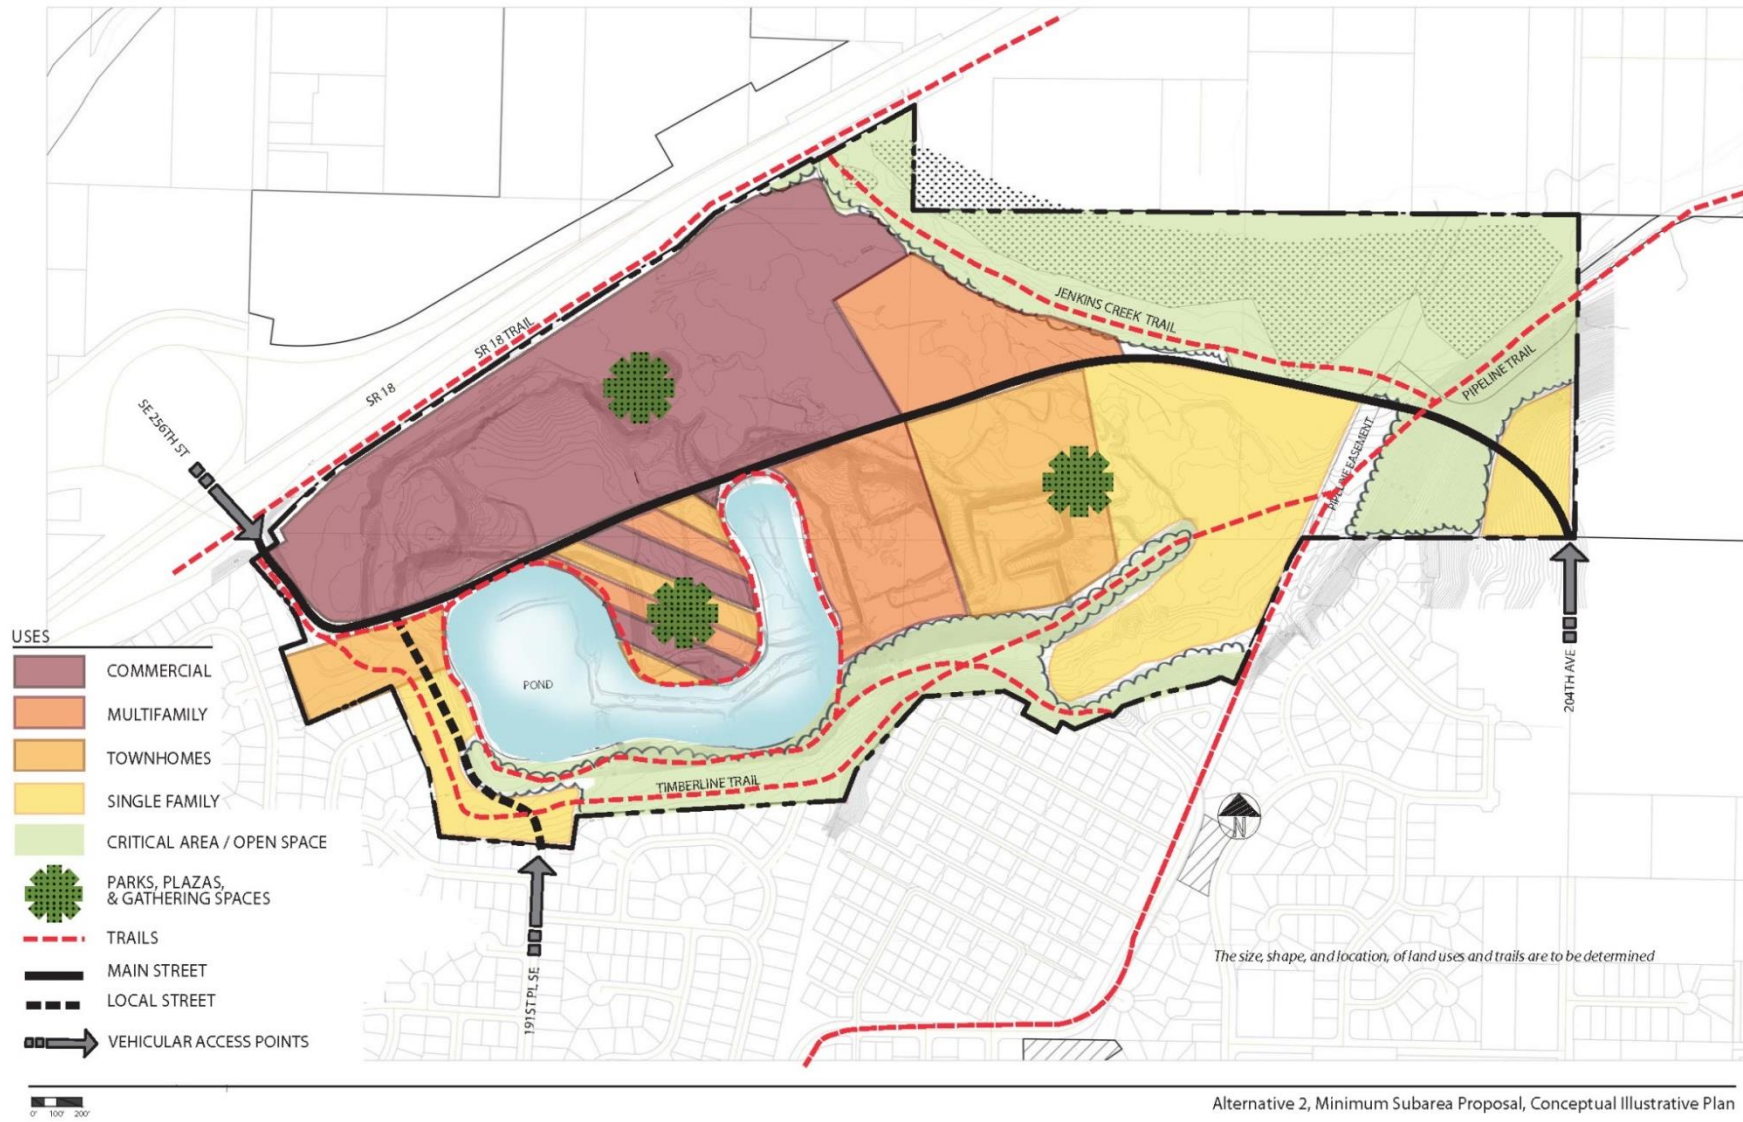 SR 18 TRAIL
SR 18
SE 256TH ST
JENKINS CREEK TRAIL
PIPELINE TRAIL
PIPELINE EASEMENT
204TH AVE
POND
TIMBERLINE TRAIL
191ST PL SE
N
USES
COMMERCIAL
MULTIFAMILY
TOWNHOMES
SINGLE FAMILY
CRITICAL AREA / OPEN SPACE
PARKS, PLAZAS,
& GATHERING SPACES
TRAILS
MAIN STREET
LOCAL STREET
VEHICULAR ACCESS POINTS
The size, shape, and location, of land uses and trails are to be determined
0' 100' 200'
Alternative 2, Minimum Subarea Proposal, Conceptual Illustrative Plan